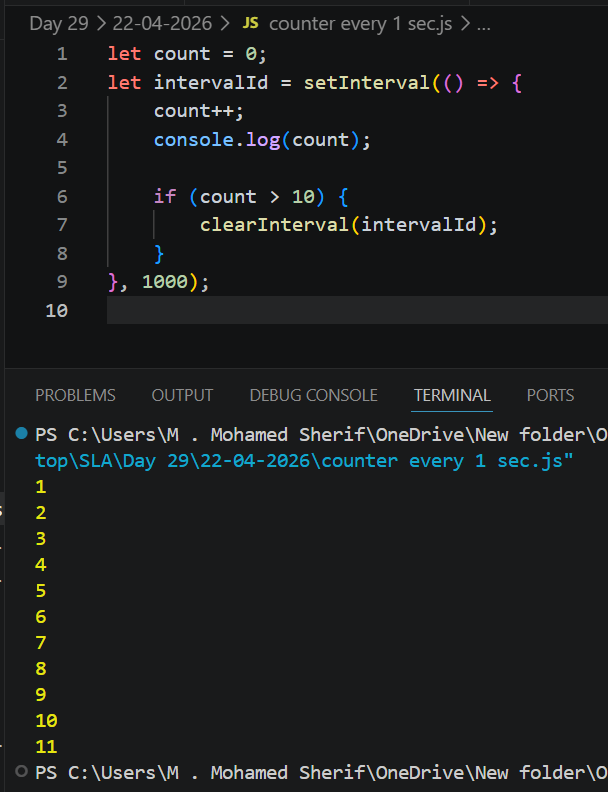 Day 29 > 22-04-2026 > JS counter every 1 sec.js > ...
1 let count = 0;
2 let intervalId = setInterval(() => {
3     count++;
4     console.log(count);
5
6     if (count > 10) {
7         clearInterval(intervalId);
8     }
9 }, 1000);
10
PROBLEMS OUTPUT DEBUG CONSOLE TERMINAL PORTS
PS C:\Users\M . Mohamed Sherif\OneDrive\New folder\O
top\SLA\Day 29\22-04-2026\counter every 1 sec.js"
1
2
3
4
5
6
7
8
9
10
11
PS C:\Users\M . Mohamed Sherif\OneDrive\New folder\O